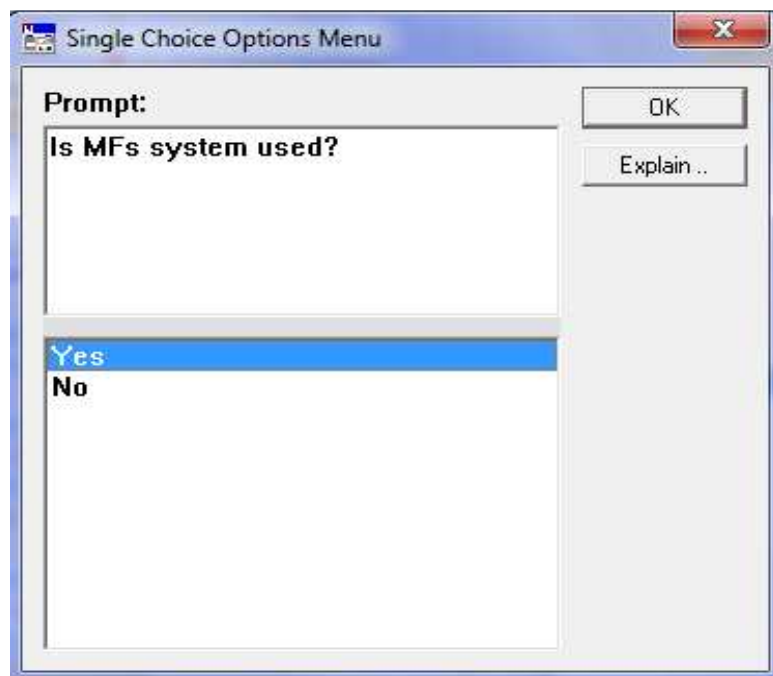 Single Choice Options Menu
Prompt:
OK
Is MFs system used?
Explain ..
Yes
No